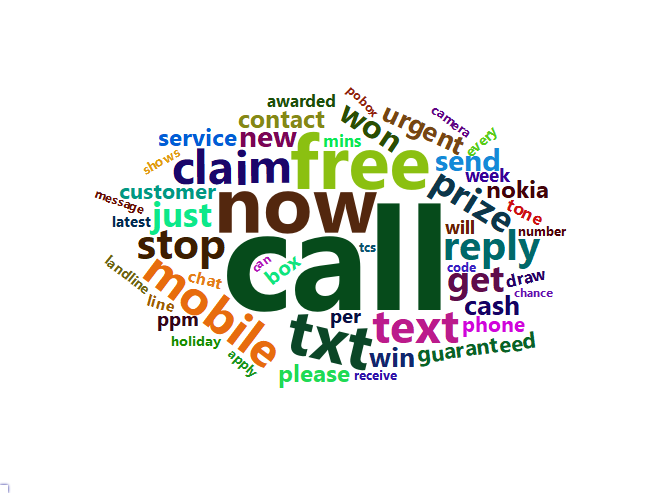 awarded
pobox
camera
contact
won
urgent
every
service
new
mins
shows
claim
free
send
week
customer
prize
nokia
message
latest
just
now
tone
number
will
stop
call
tcs
reply
can
box
code
landline
mobile
chat
get
draw
chance
line
cash
ppm
per
txt
text
phone
holiday
win
guaranteed
apply
please
receive